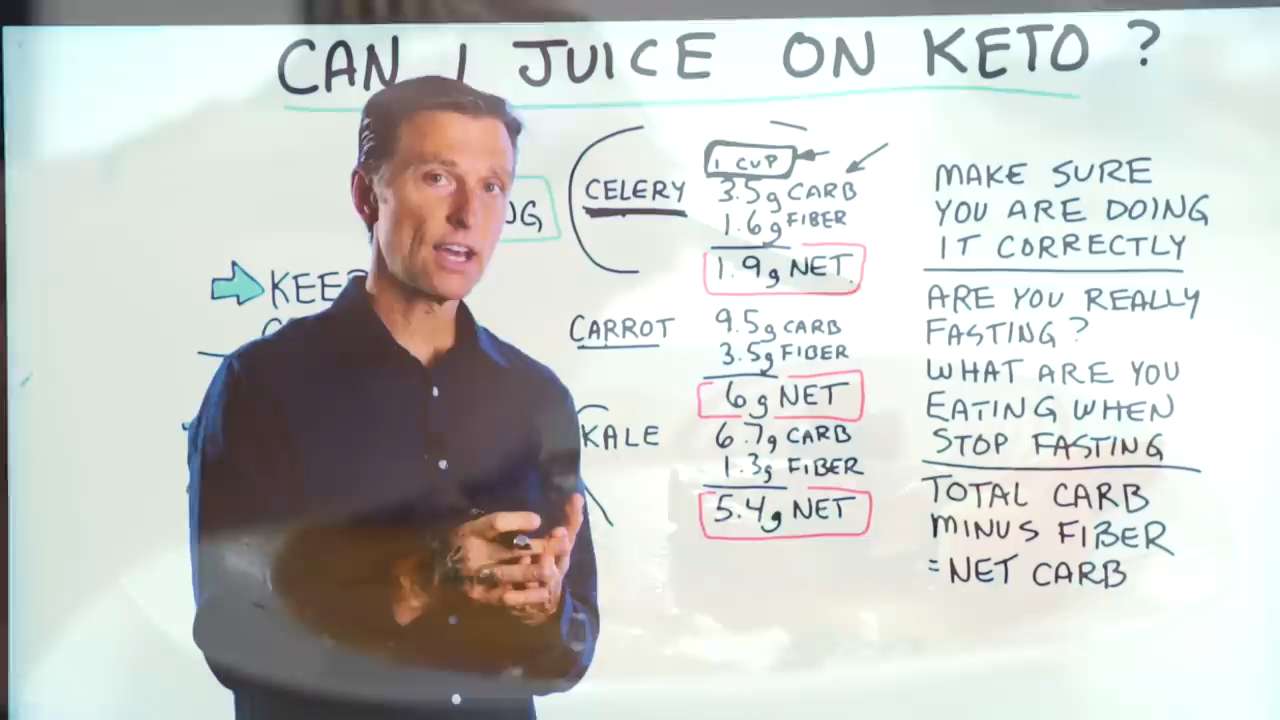 CAN I JUICE ON KETO?
KEEP
CELERY
1 CUP
3.5g CARB
1.6g FIBER
1.9g NET
CARROT
9.5g CARB
3.5g FIBER
6g NET
KALE
6.7g CARB
1.3g FIBER
5.4g NET
MAKE SURE
YOU ARE DOING
IT CORRECTLY
ARE YOU REALLY
FASTING?
WHAT ARE YOU
EATING WHEN
STOP FASTING
TOTAL CARB
MINUS FIBER
= NET CARB